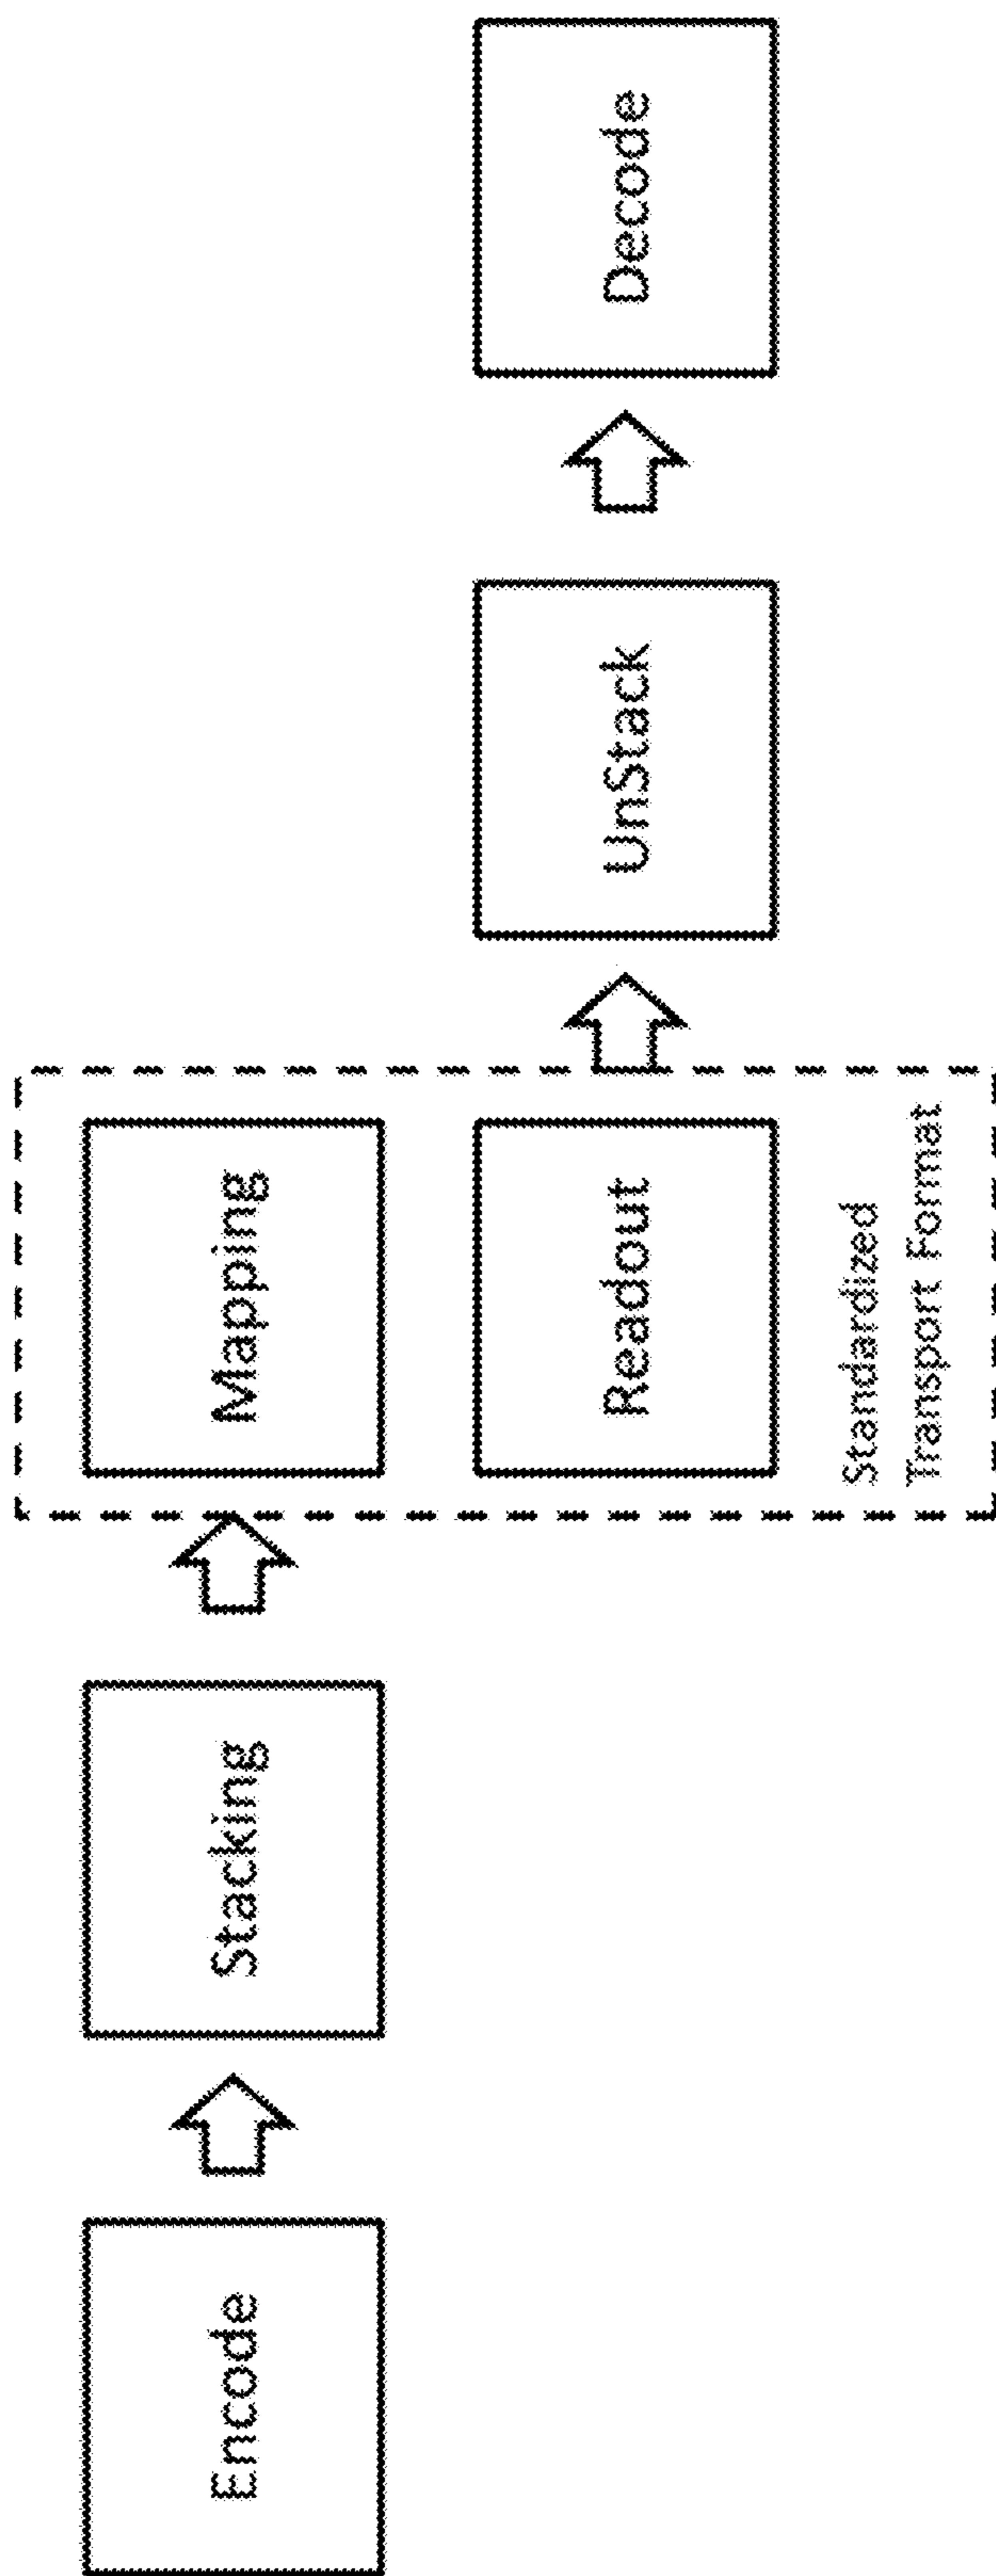 Encode
Stacking
Mapping
Readout
Standardized
Transport Format
UnStack
Decode